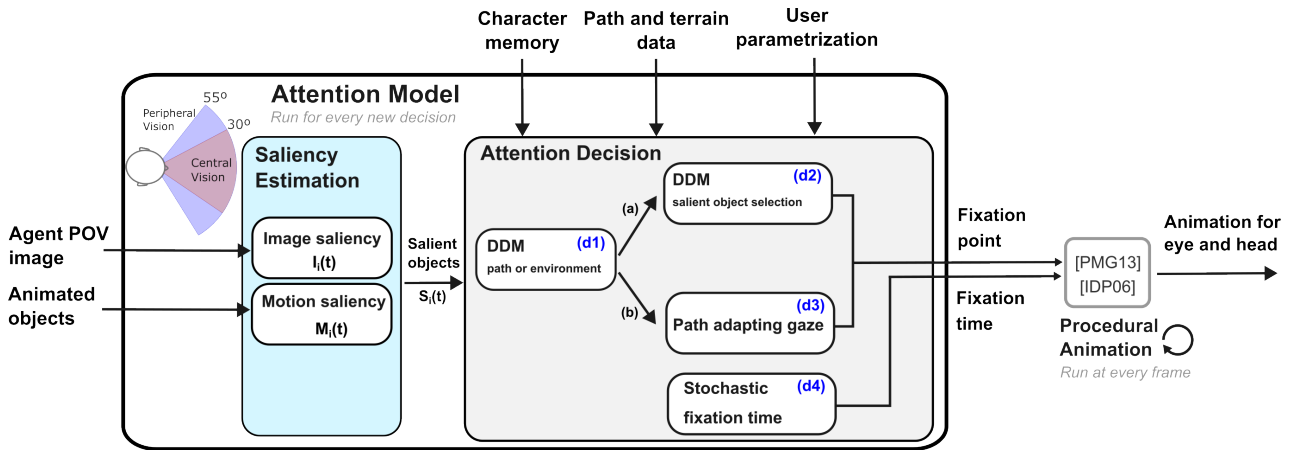 Character
memory
Path and terrain
data
User
parametrization
Attention Model
Run for every new decision
55º
Peripheral
Vision
30º
Central
Vision
Saliency
Estimation
Attention Decision
Agent POV
image
Animated
objects
Image saliency
Iᵢ(t)
Motion saliency
Mᵢ(t)
Salient
objects
Sᵢ(t)
DDM (d1)
path or environment
(a)
(b)
DDM (d2)
salient object selection
(d3)
Path adapting gaze
Stochastic (d4)
fixation time
Fixation
point
Fixation
time
[PMG13]
[IDP06]
Procedural
Animation
Run at every frame
Animation for
eye and head